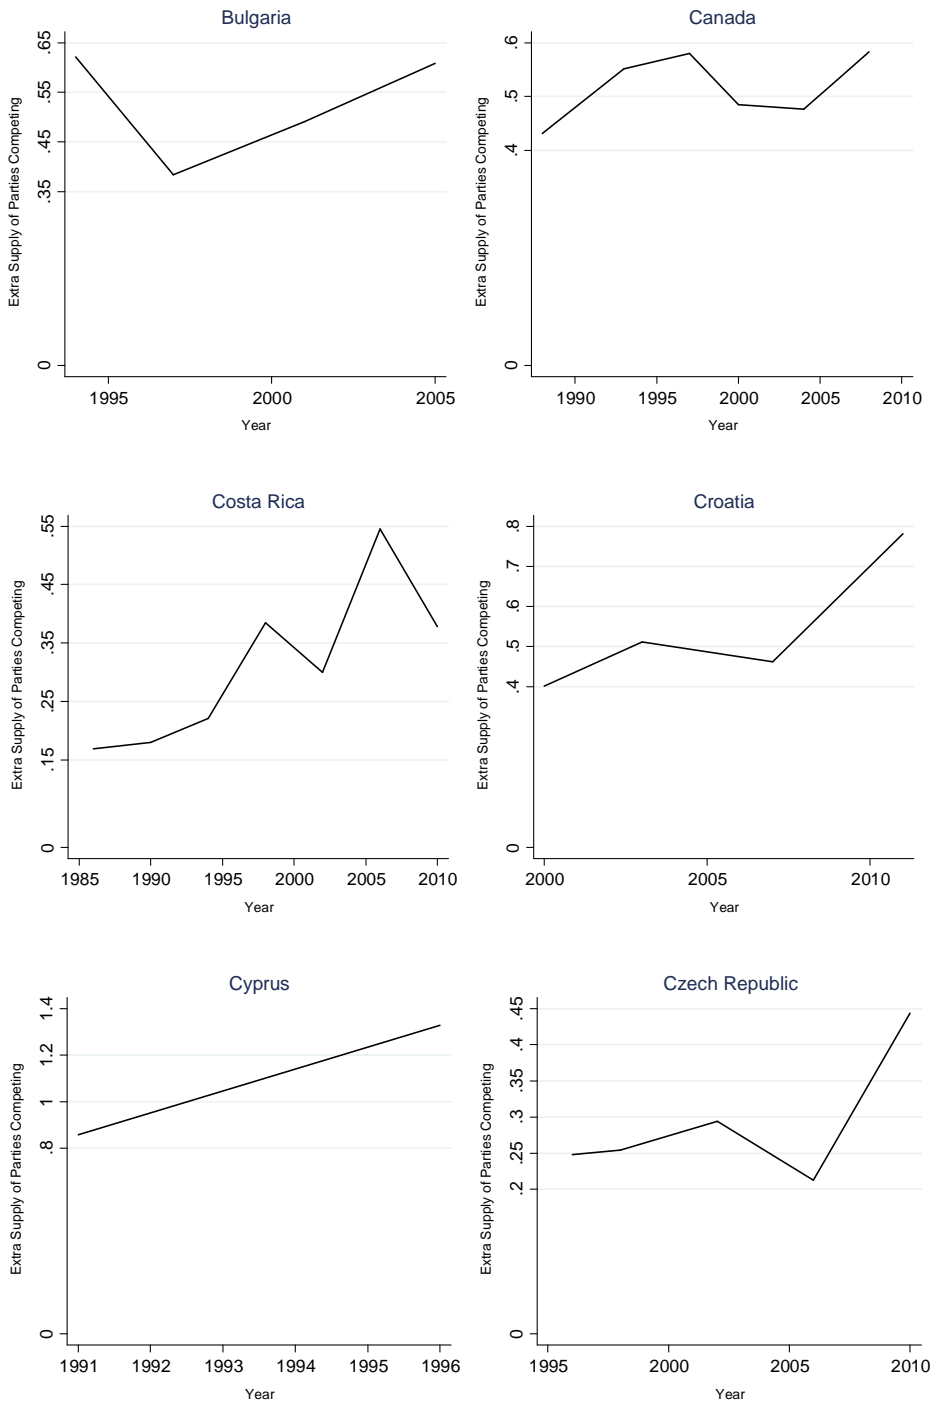 Bulgaria
Extra Supply of Parties Competing
.65
.55
.45
.35
0
1995 2000 2005
Year
Canada
Extra Supply of Parties Competing
.6
.5
.4
0
1990 1995 2000 2005 2010
Year
Costa Rica
Extra Supply of Parties Competing
.55
.45
.35
.25
.15
0
1985 1990 1995 2000 2005 2010
Year
Croatia
Extra Supply of Parties Competing
.8
.7
.6
.5
.4
0
2000 2005 2010
Year
Cyprus
Extra Supply of Parties Competing
1.4
1.2
1
.8
0
1991 1992 1993 1994 1995 1996
Year
Czech Republic
Extra Supply of Parties Competing
.45
.4
.35
.3
.25
.2
0
1995 2000 2005 2010
Year